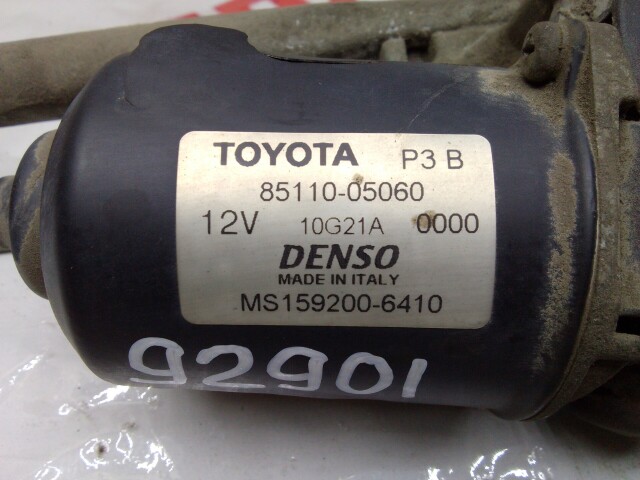 TOYOTA P3 B
85110-05060
12V 10G21A 0000
DENSO
MADE IN ITALY
MS159200-6410
92901